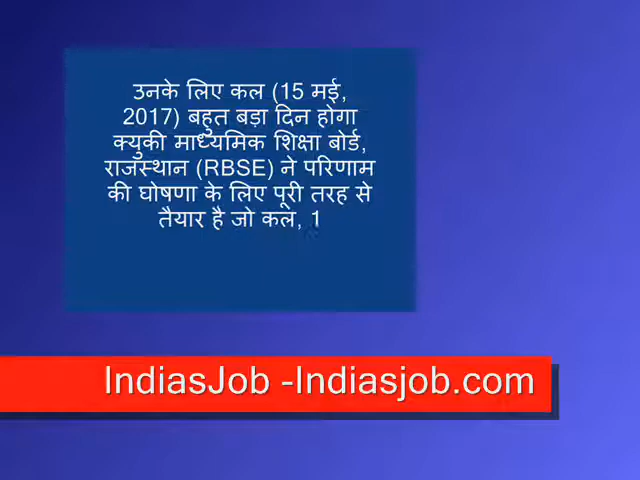 उनके लिए कल (15 मई,
2017) बहुत बड़ा दिन होगा
क्युकी माध्यमिक शिक्षा बोर्ड,
राजस्थान (RBSE) ने परिणाम
की घोषणा के लिए पूरी तरह से
तैयार है जो कल, 1
IndiasJob -Indiasjob.com